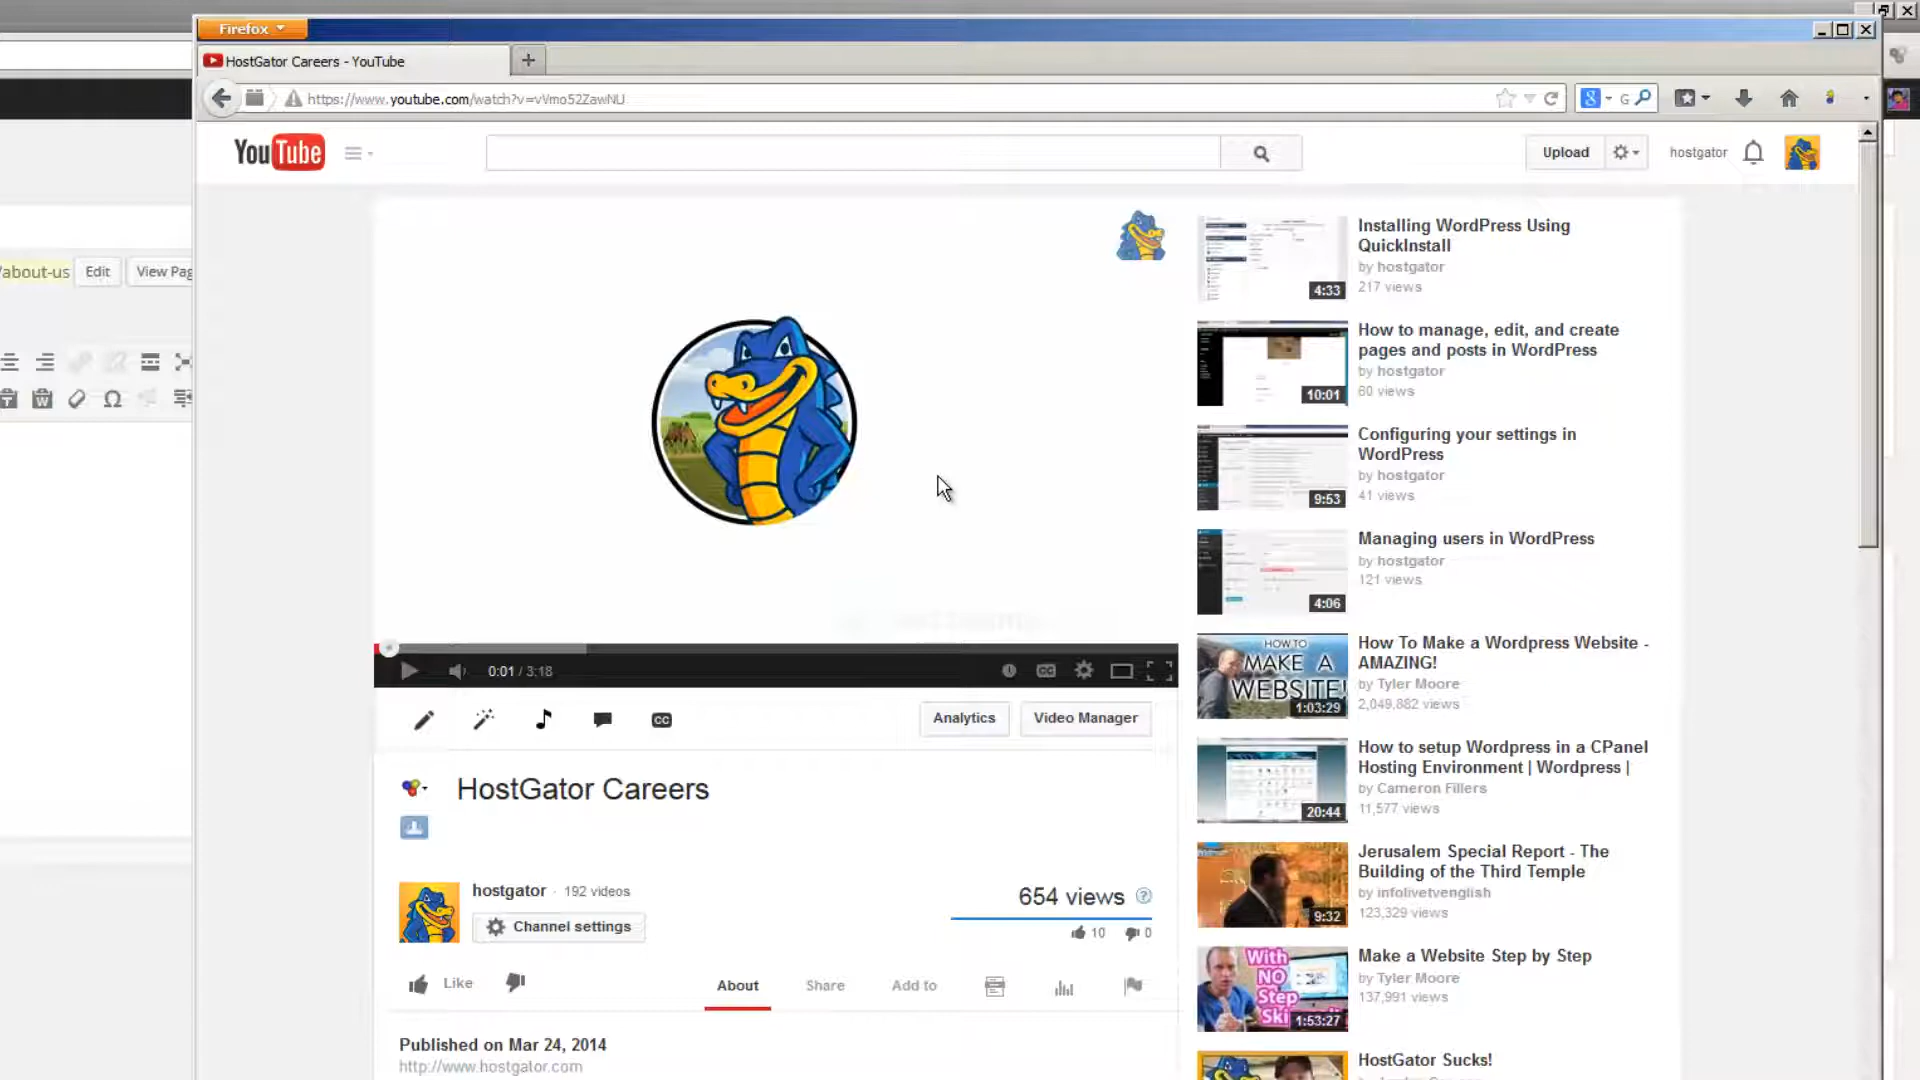 Firefox
HostGator Careers - YouTube
https://www.youtube.com/watch?v=vVmo52ZawNU
G
YouTube
Upload
hostgator
/about-us
Edit
View Pag
Installing WordPress Using
QuickInstall
by hostgator
217 views
4:33
How to manage, edit, and create
pages and posts in WordPress
by hostgator
60 views
10:01
Configuring your settings in
WordPress
by hostgator
41 views
9:53
Managing users in WordPress
by hostgator
121 views
4:06
HOW TO
MAKE A
WEBSITE!
1:03:29
How To Make a Wordpress Website -
AMAZING!
by Tyler Moore
2,049,882 views
How to setup Wordpress in a CPanel
Hosting Environment | Wordpress |
by Cameron Fillers
11,577 views
20:44
Jerusalem Special Report - The
Building of the Third Temple
by infolivetvenglish
123,329 views
9:32
With
NO
Step
Ski
1:53:27
Make a Website Step by Step
by Tyler Moore
137,991 views
HostGator Sucks!
0:01 / 3:18
CC
CC
Analytics
Video Manager
HostGator Careers
hostgator · 192 videos
Channel settings
654 views
10
0
Like
About
Share
Add to
Published on Mar 24, 2014
http://www.hostgator.com